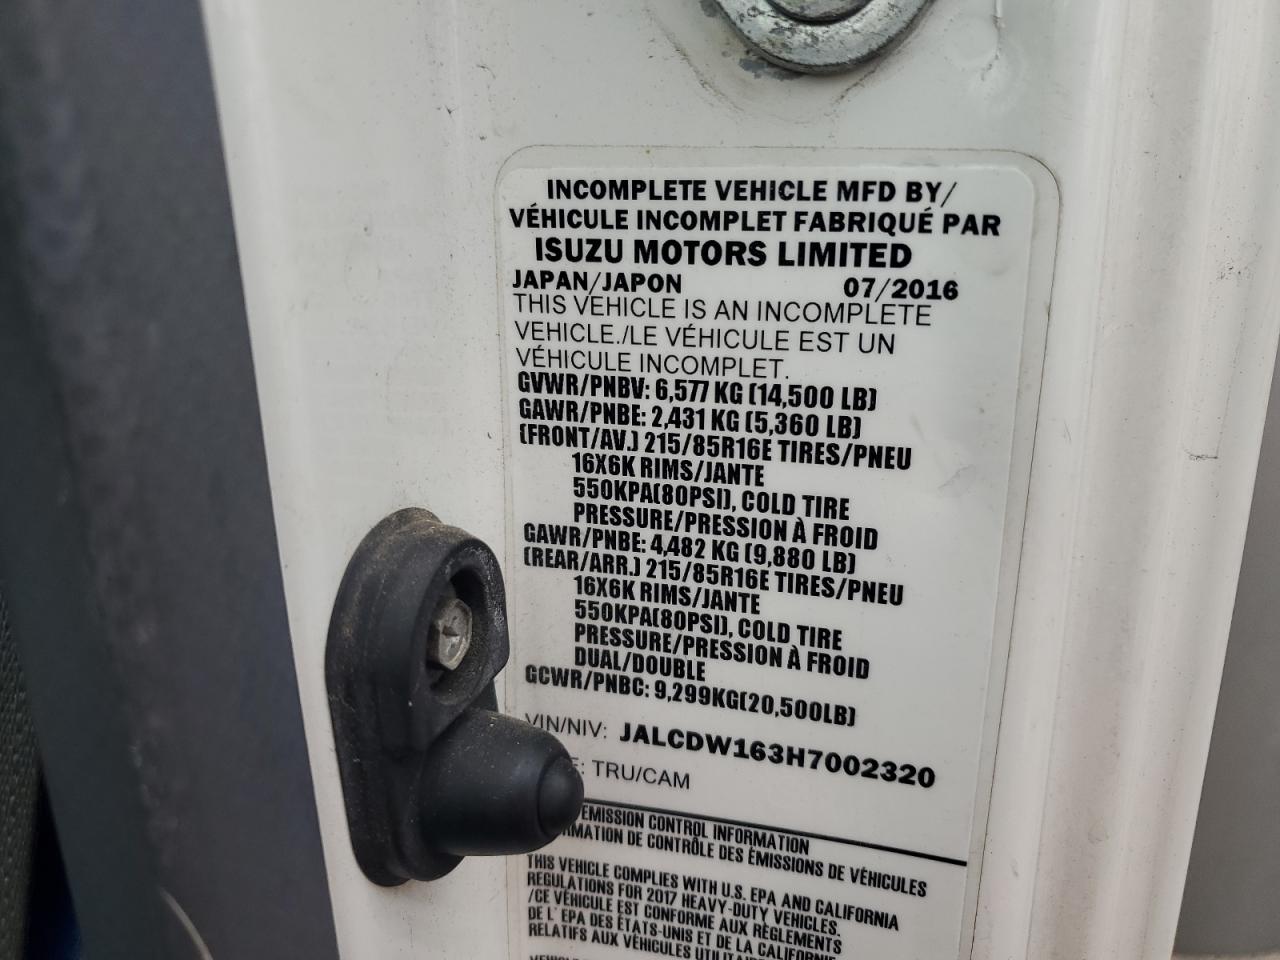 INCOMPLETE VEHICLE MFD BY/
VÉHICULE INCOMPLET FABRIQUÉ PAR
ISUZU MOTORS LIMITED
JAPAN/JAPON 07/2016
THIS VEHICLE IS AN INCOMPLETE
VEHICLE./LE VÉHICULE EST UN
VÉHICULE INCOMPLET.
GVWR/PNBV: 6,577 KG (14,500 LB)
GAWR/PNBE: 2,431 KG (5,360 LB)
(FRONT/AV.) 215/85R16E TIRES/PNEU
16X6K RIMS/JANTE
550KPA(80PSI), COLD TIRE
PRESSURE/PRESSION À FROID
GAWR/PNBE: 4,482 KG (9,880 LB)
(REAR/ARR.) 215/85R16E TIRES/PNEU
16X6K RIMS/JANTE
550KPA(80PSI), COLD TIRE
PRESSURE/PRESSION À FROID
DUAL/DOUBLE
GCWR/PNBC: 9,299KG(20,500LB)
VIN/NIV: JALCDW163H7002320
: TRU/CAM
EMISSION CONTROL INFORMATION
DE CONTRÔLE DES ÉMISSIONS DE VÉHICULES
THIS VEHICLE COMPLIES WITH U.S. EPA AND CALIFORNIA
REGULATIONS FOR 2017 HEAVY-DUTY VEHICLES.
/CE VÉHICULE EST CONFORME AUX RÈGLEMENTS
DE L'EPA DES ÉTATS-UNIS ET DE LA CALIFORNIE
RELATIFS AUX VÉHICULES